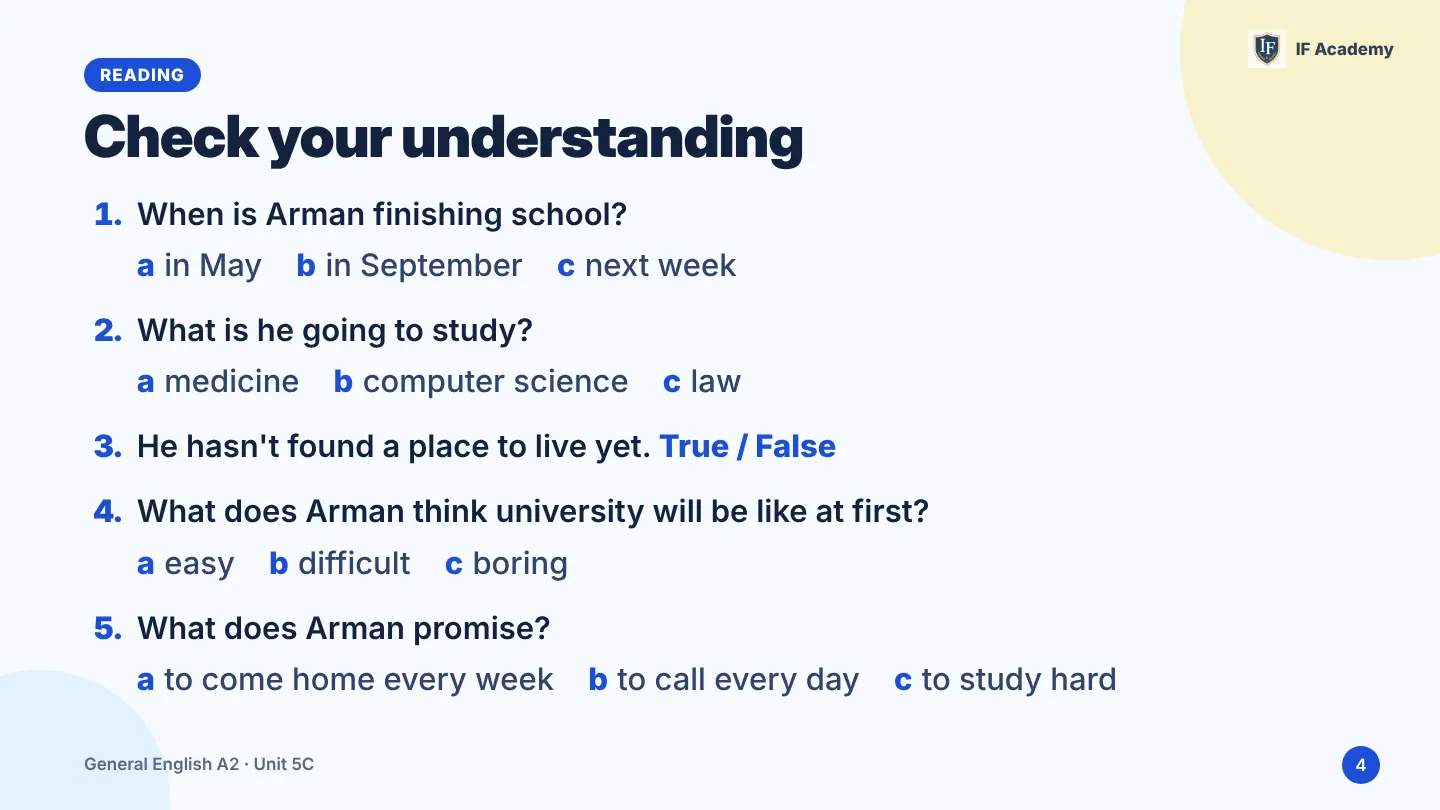 IF IF Academy
READING
Check your understanding
1. When is Arman finishing school?
a in May b in September c next week
2. What is he going to study?
a medicine b computer science c law
3. He hasn't found a place to live yet. True / False
4. What does Arman think university will be like at first?
a easy b difficult c boring
5. What does Arman promise?
a to come home every week b to call every day c to study hard
General English A2 · Unit 5C
4